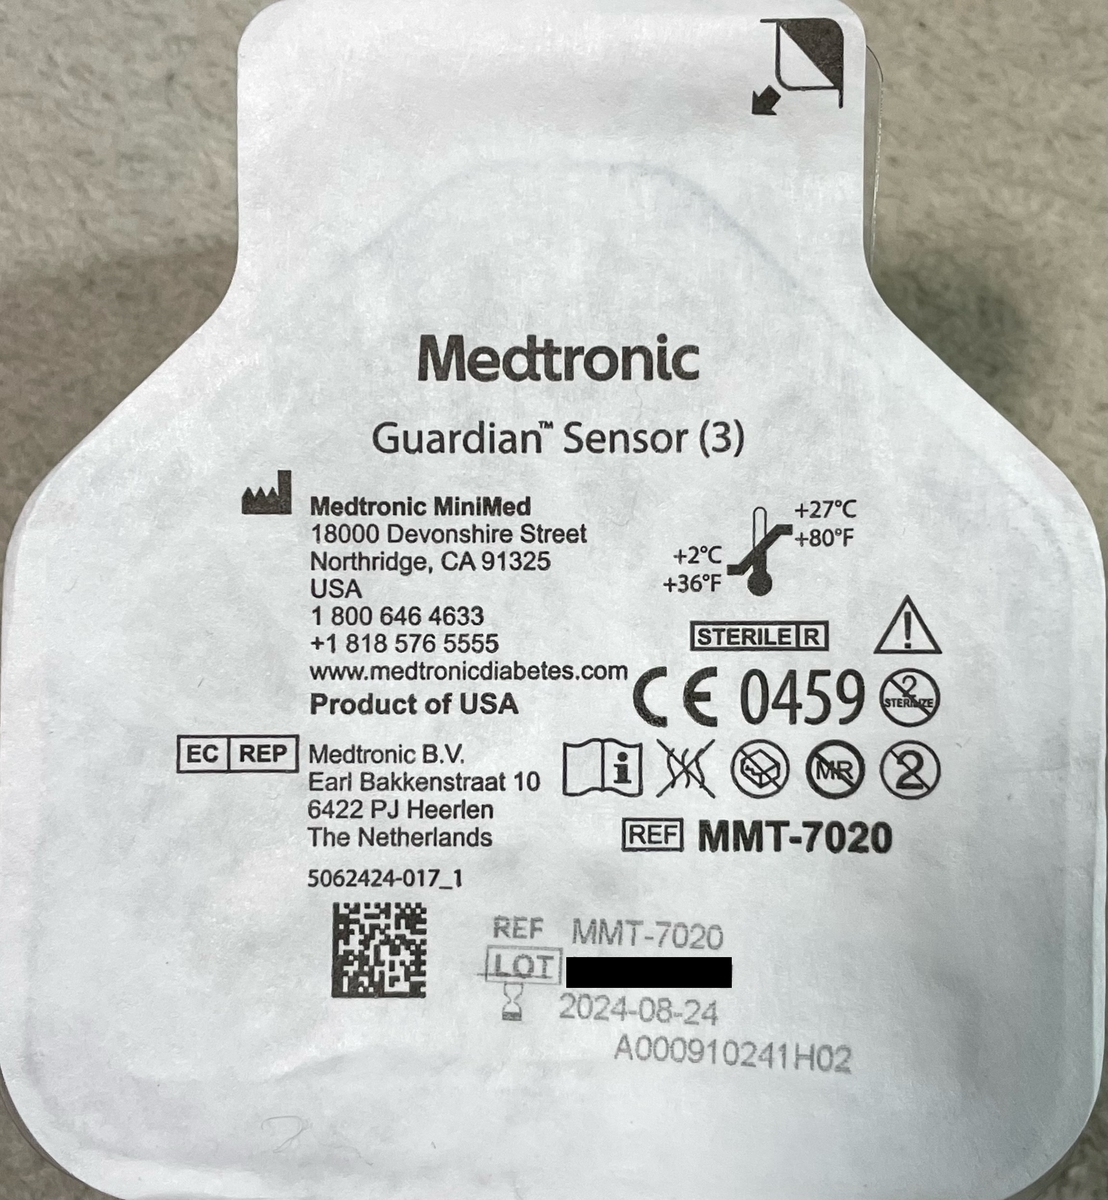 Medtronic
Guardian™ Sensor (3)
Medtronic MiniMed
18000 Devonshire Street
Northridge, CA 91325
USA
1 800 646 4633
+1 818 576 5555
www.medtronicdiabetes.com
Product of USA
+27°C
+80°F
+2°C
+36°F
STERILE R
CE 0459
2 STERILIZE
i MR 2
EC REP Medtronic B.V.
Earl Bakkenstraat 10
6422 PJ Heerlen
The Netherlands
REF MMT-7020
5062424-017_1
REF MMT-7020
LOT
2024-08-24
A000910241H02